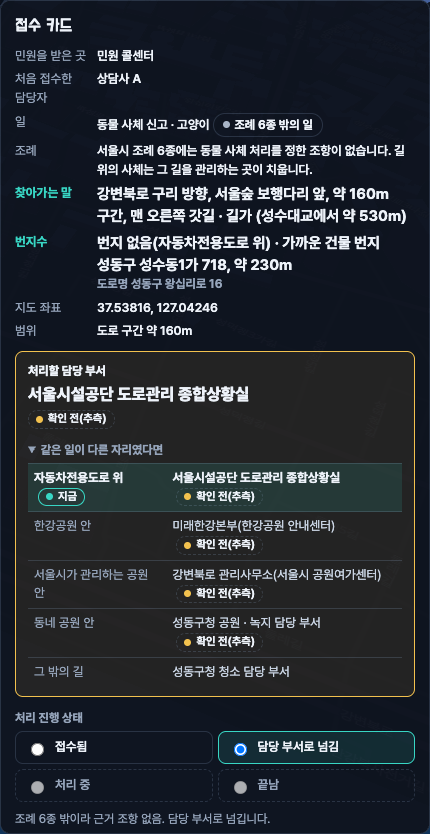 접수 카드
민원을 받은 곳 민원 콜센터
처음 접수한 상담사 A
담당자
일 동물 사체 신고 · 고양이 조례 6종 밖의 일
조례 서울시 조례 6종에는 동물 사체 처리를 정한 조항이 없습니다. 길
위의 사체는 그 길을 관리하는 곳이 치웁니다.
찾아가는 말 강변북로 구리 방향, 서울숲 보행다리 앞, 약 160m
구간, 맨 오른쪽 갓길 · 길가 (성수대교에서 약 530m)
번지수 번지 없음(자동차전용도로 위) · 가까운 건물 번지
성동구 성수동1가 718, 약 230m
도로명 성동구 왕십리로 16
지도 좌표 37.53816, 127.04246
범위 도로 구간 약 160m
처리할 담당 부서
서울시설공단 도로관리 종합상황실
확인 전(추측)
▼ 같은 일이 다른 자리였다면
자동차전용도로 위 서울시설공단 도로관리 종합상황실
지금 확인 전(추측)
한강공원 안 미래한강본부(한강공원 안내센터)
확인 전(추측)
서울시가 관리하는 공원 강변북로 관리사무소(서울시 공원여가센터)
안 확인 전(추측)
동네 공원 안 성동구청 공원 · 녹지 담당 부서
확인 전(추측)
그 밖의 길 성동구청 청소 담당 부서
처리 진행 상태
접수됨 담당 부서로 넘김
처리 중 끝남
조례 6종 밖이라 근거 조항 없음. 담당 부서로 넘깁니다.